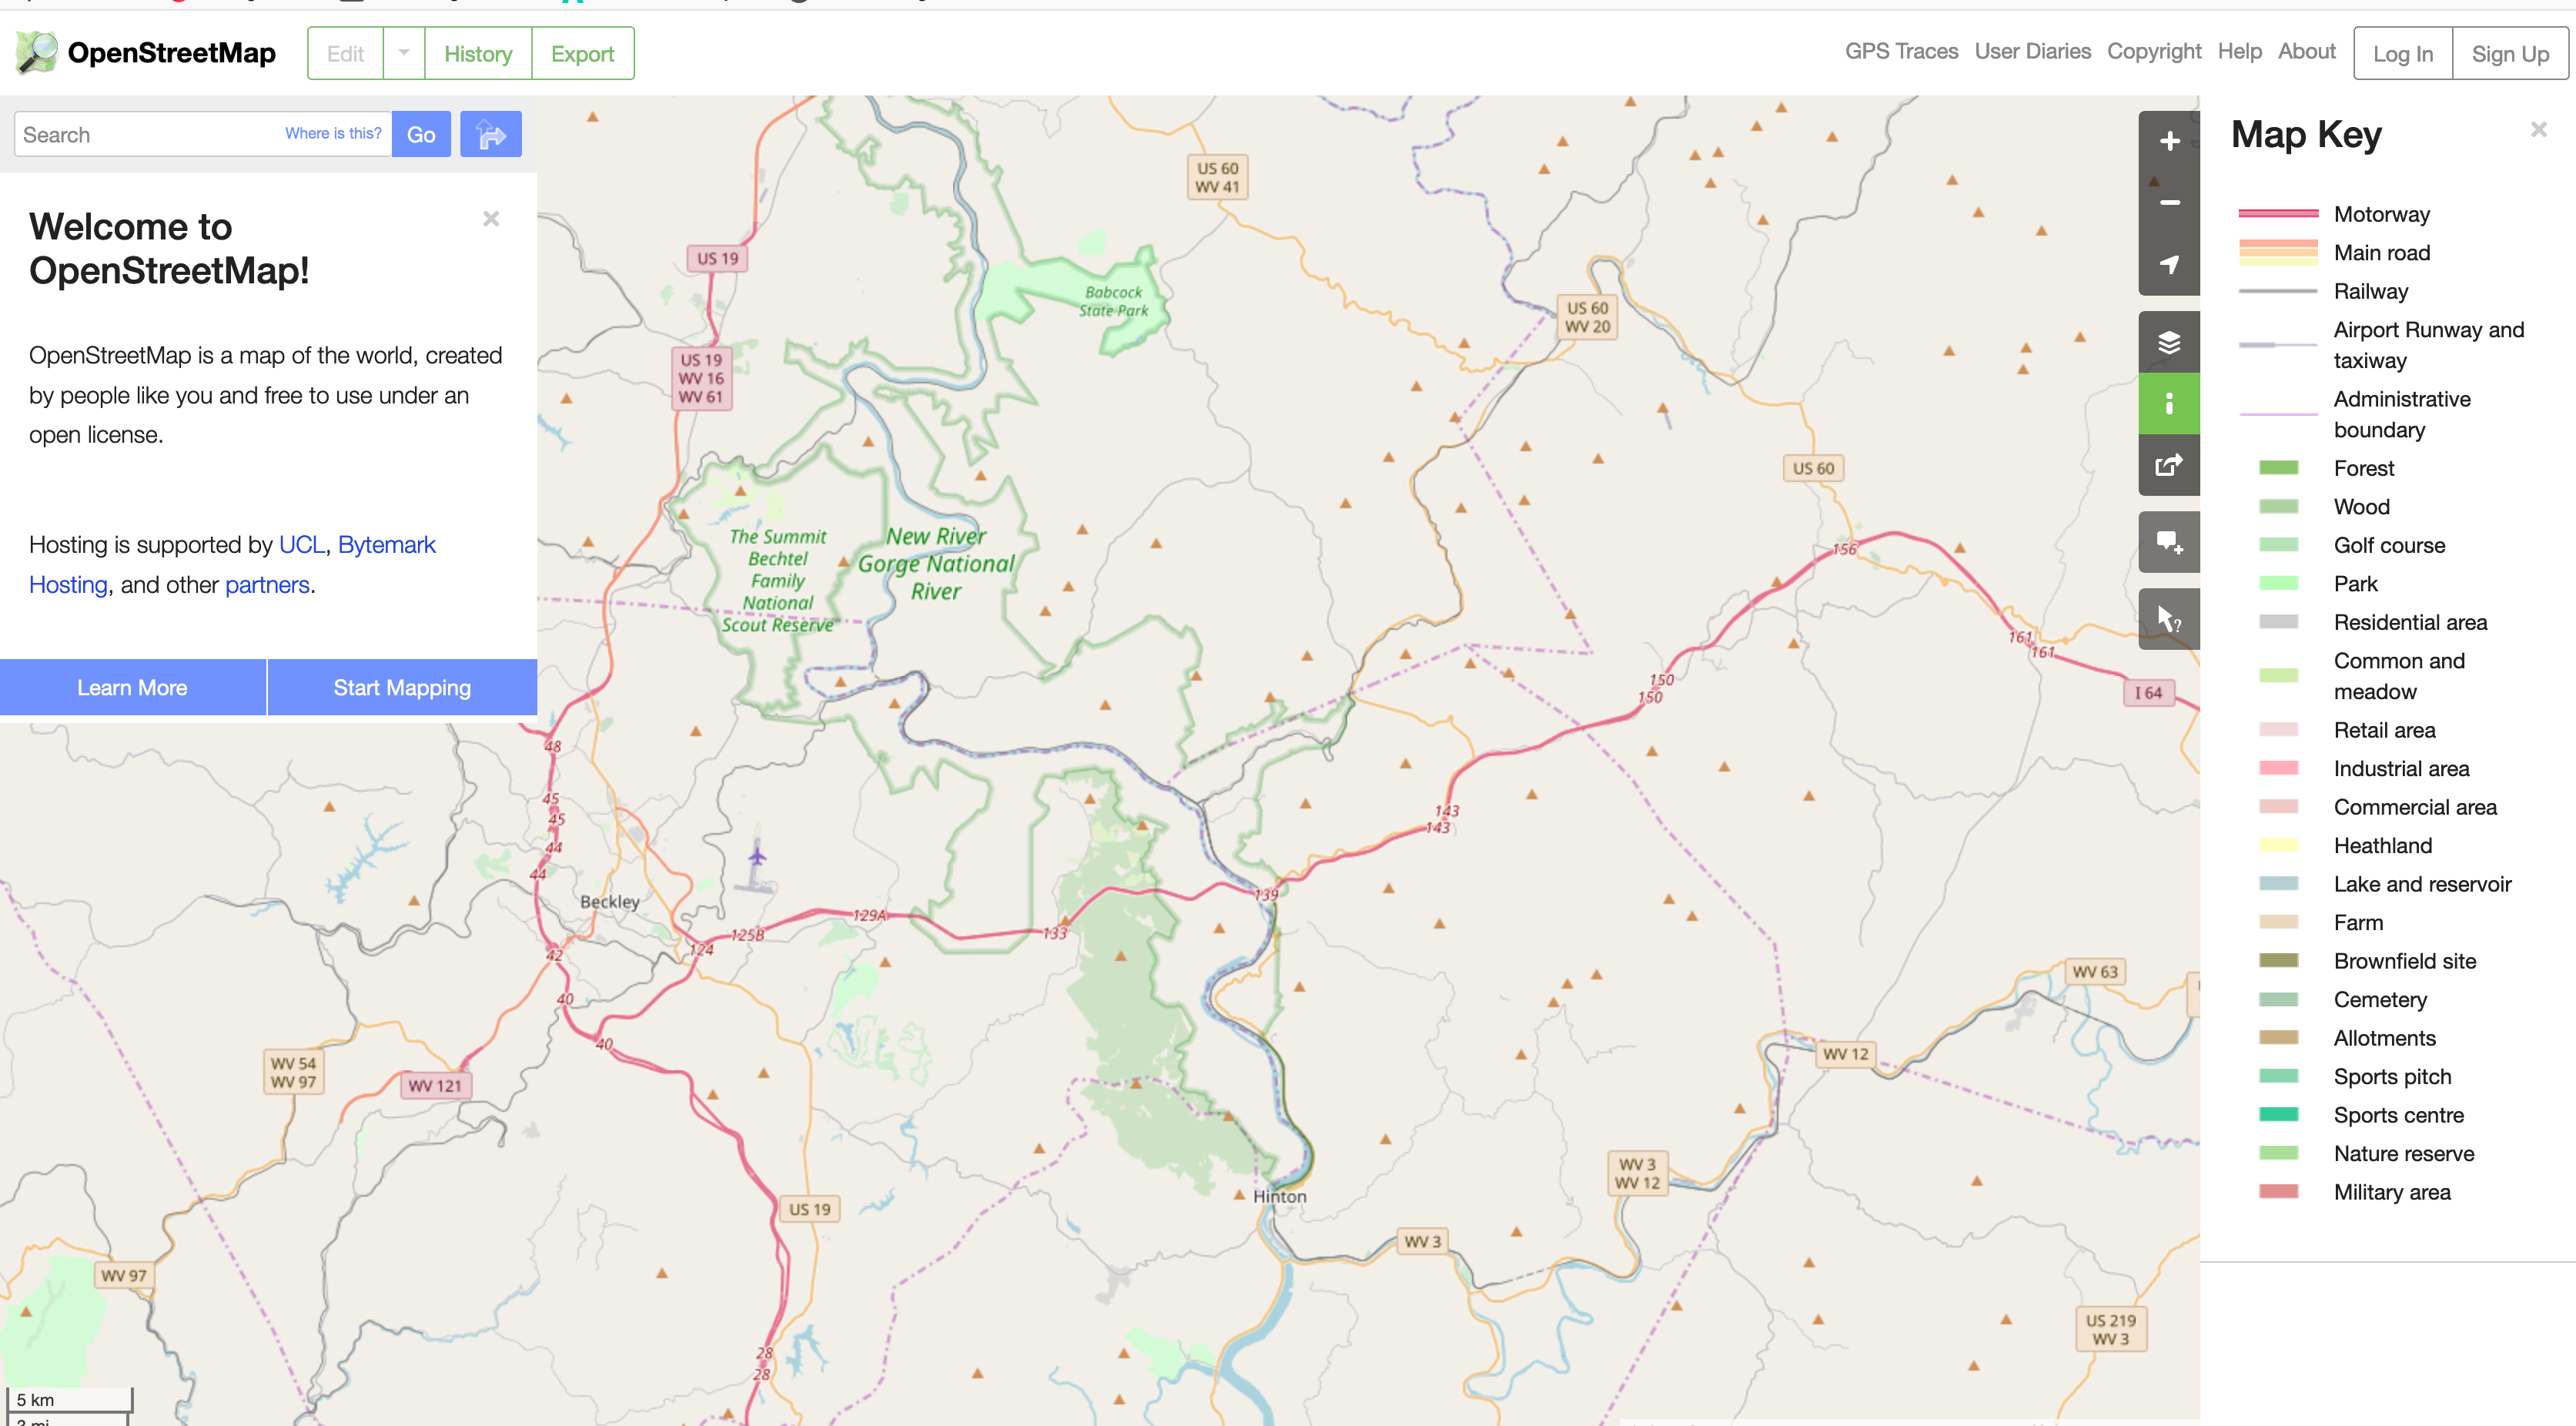 OpenStreetMap
Edit
History
Export
GPS Traces
User Diaries
Copyright
Help
About
Log In
Sign Up
Search
Where is this?
Go
Welcome to
OpenStreetMap!
OpenStreetMap is a map of the world, created
by people like you and free to use under an
open license.
Hosting is supported by UCL, Bytemark
Hosting, and other partners.
Learn More
Start Mapping
US 60
WV 41
US 19
Babcock
State Park
US 60
WV 20
US 19
WV 16
WV 61
US 60
The Summit
Bechtel
Family
National
Scout Reserve
New River
Gorge National
River
156
161
161
150
150
I 64
48
45
45
44
44
143
143
139
Beckley
129A
125B
133
124
42
40
40
WV 63
WV 12
WV 54
WV 97
WV 121
WV 3
WV 12
Hinton
US 19
WV 3
WV 97
US 219
WV 3
28
28
5 km
Map Key
Motorway
Main road
Railway
Airport Runway and
taxiway
Administrative
boundary
Forest
Wood
Golf course
Park
Residential area
Common and
meadow
Retail area
Industrial area
Commercial area
Heathland
Lake and reservoir
Farm
Brownfield site
Cemetery
Allotments
Sports pitch
Sports centre
Nature reserve
Military area